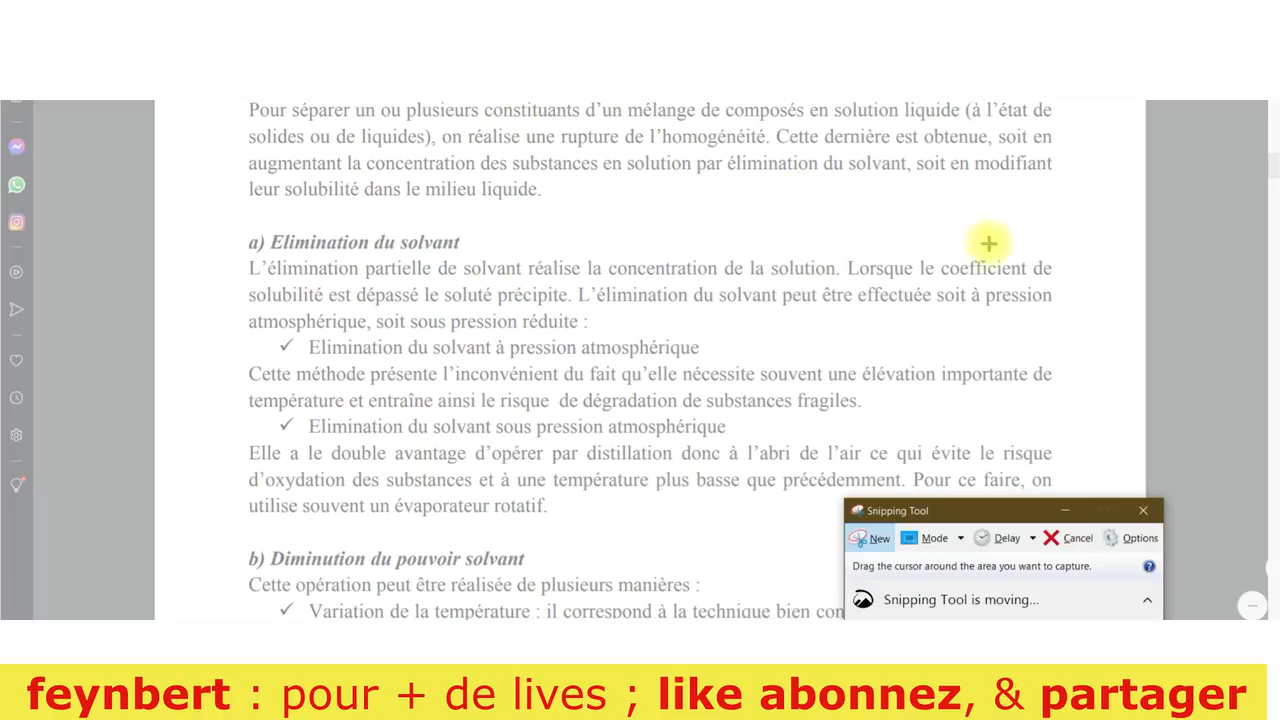 Pour séparer un ou plusieurs constituants d’un mélange de composés en solution liquide (à l’état de
solides ou de liquides), on réalise une rupture de l’homogénéité. Cette dernière est obtenue, soit en
augmentant la concentration des substances en solution par élimination du solvant, soit en modifiant
leur solubilité dans le milieu liquide.
a) Elimination du solvant
L’élimination partielle de solvant réalise la concentration de la solution. Lorsque le coefficient de
solubilité est dépassé le soluté précipite. L’élimination du solvant peut être effectuée soit à pression
atmosphérique, soit sous pression réduite :
✓ Elimination du solvant à pression atmosphérique
Cette méthode présente l’inconvénient du fait qu’elle nécessite souvent une élévation importante de
température et entraîne ainsi le risque de dégradation de substances fragiles.
✓ Elimination du solvant sous pression atmosphérique
Elle a le double avantage d’opérer par distillation donc à l’abri de l’air ce qui évite le risque
d’oxydation des substances et à une température plus basse que précédemment. Pour ce faire, on
utilise souvent un évaporateur rotatif.
b) Diminution du pouvoir solvant
Cette opération peut être réalisée de plusieurs manières :
✓ Variation de la température : il correspond à la technique bien con
Snipping Tool
New Mode Delay Cancel Options
Drag the cursor around the area you want to capture.
Snipping Tool is moving...
feynbert : pour + de lives ; like abonnez, & partager